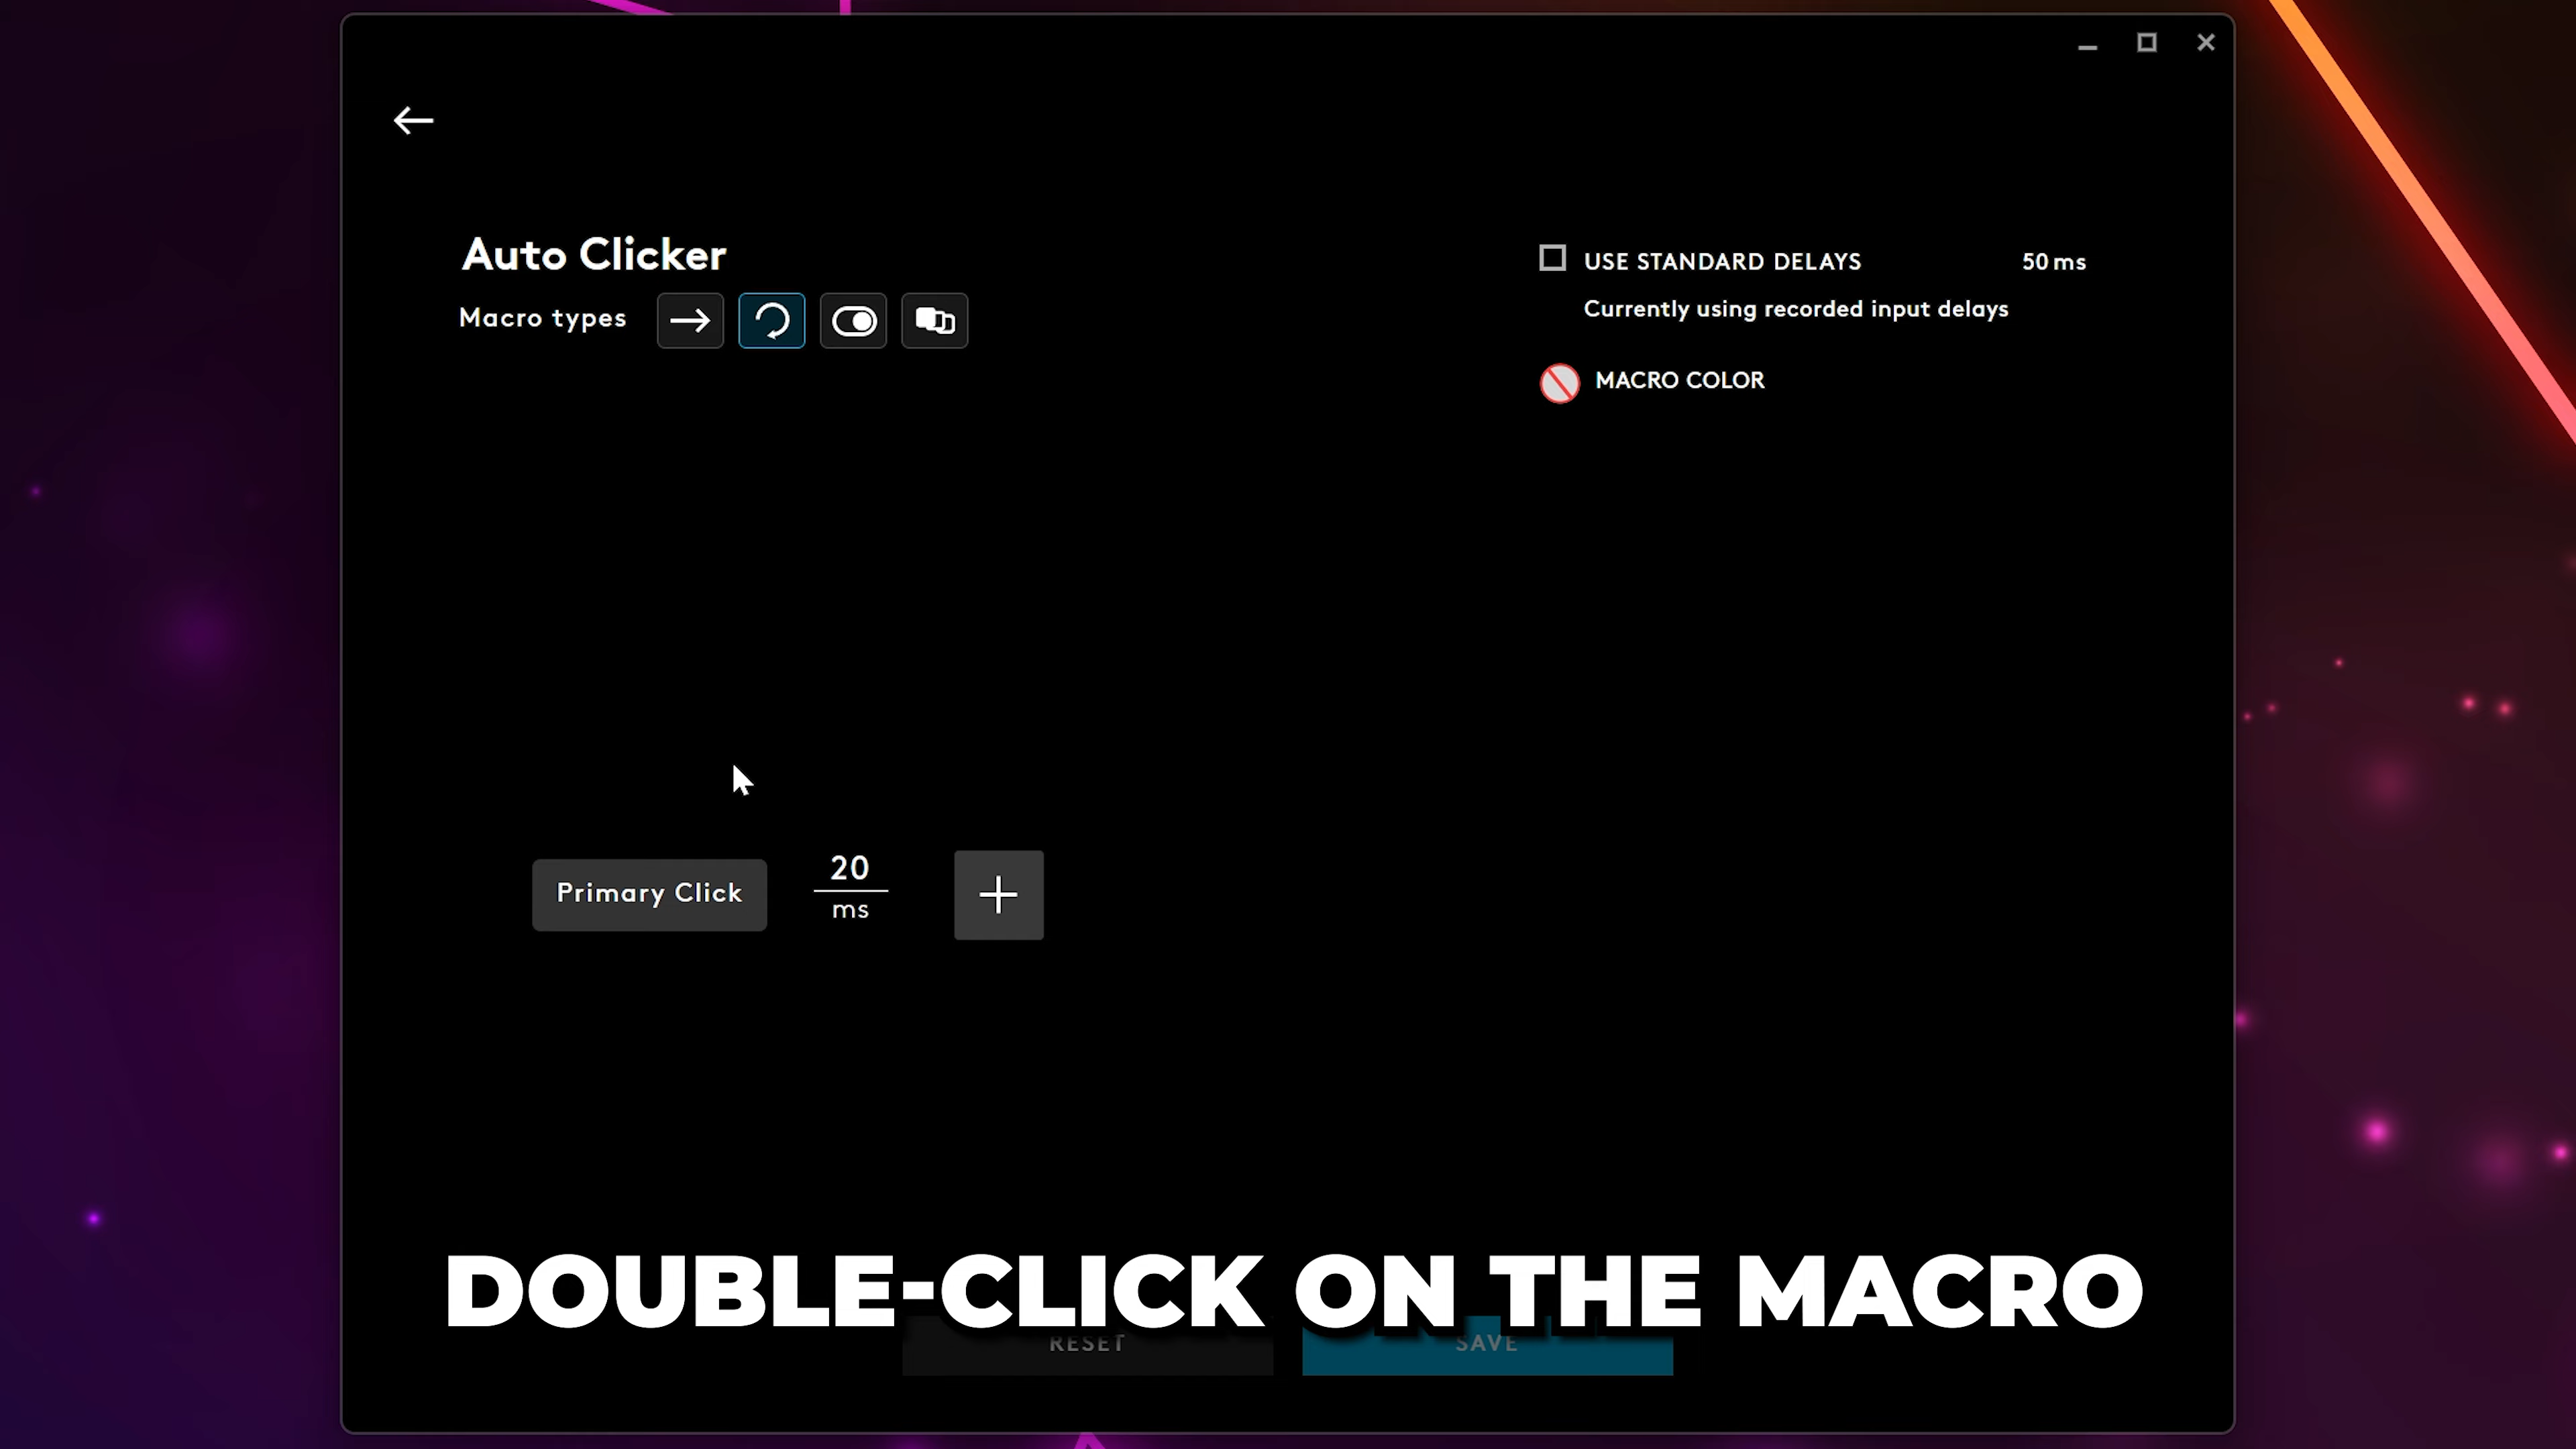 Auto Clicker
Macro types
USE STANDARD DELAYS 50 ms
Currently using recorded input delays
MACRO COLOR
Primary Click
20
ms
DOUBLE-CLICK ON THE MACRO
RESET
SAVE